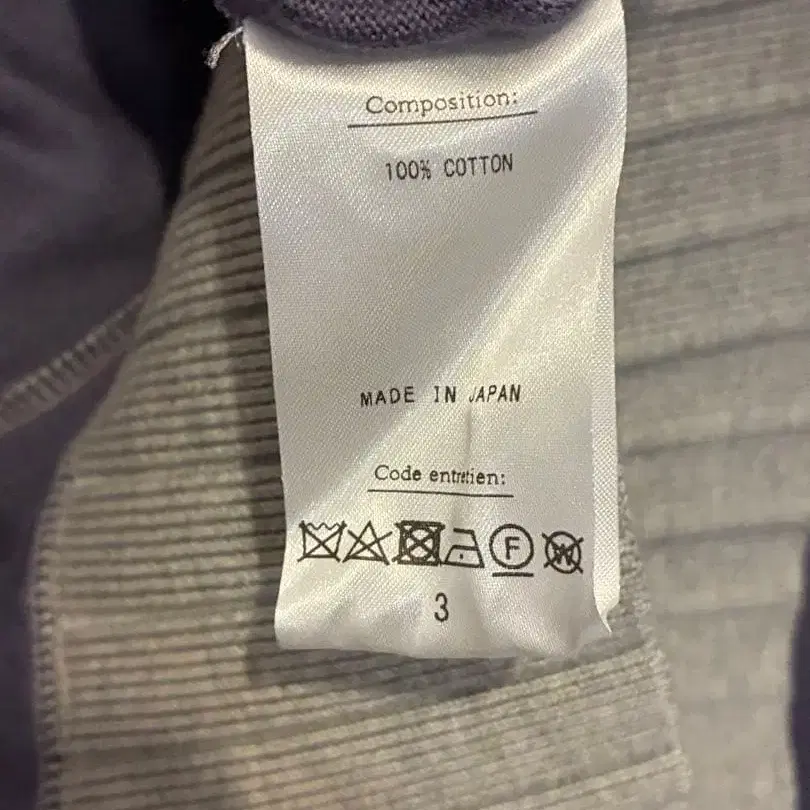 Composition:
100% COTTON
MADE IN JAPAN
Code entretien:
F W
3